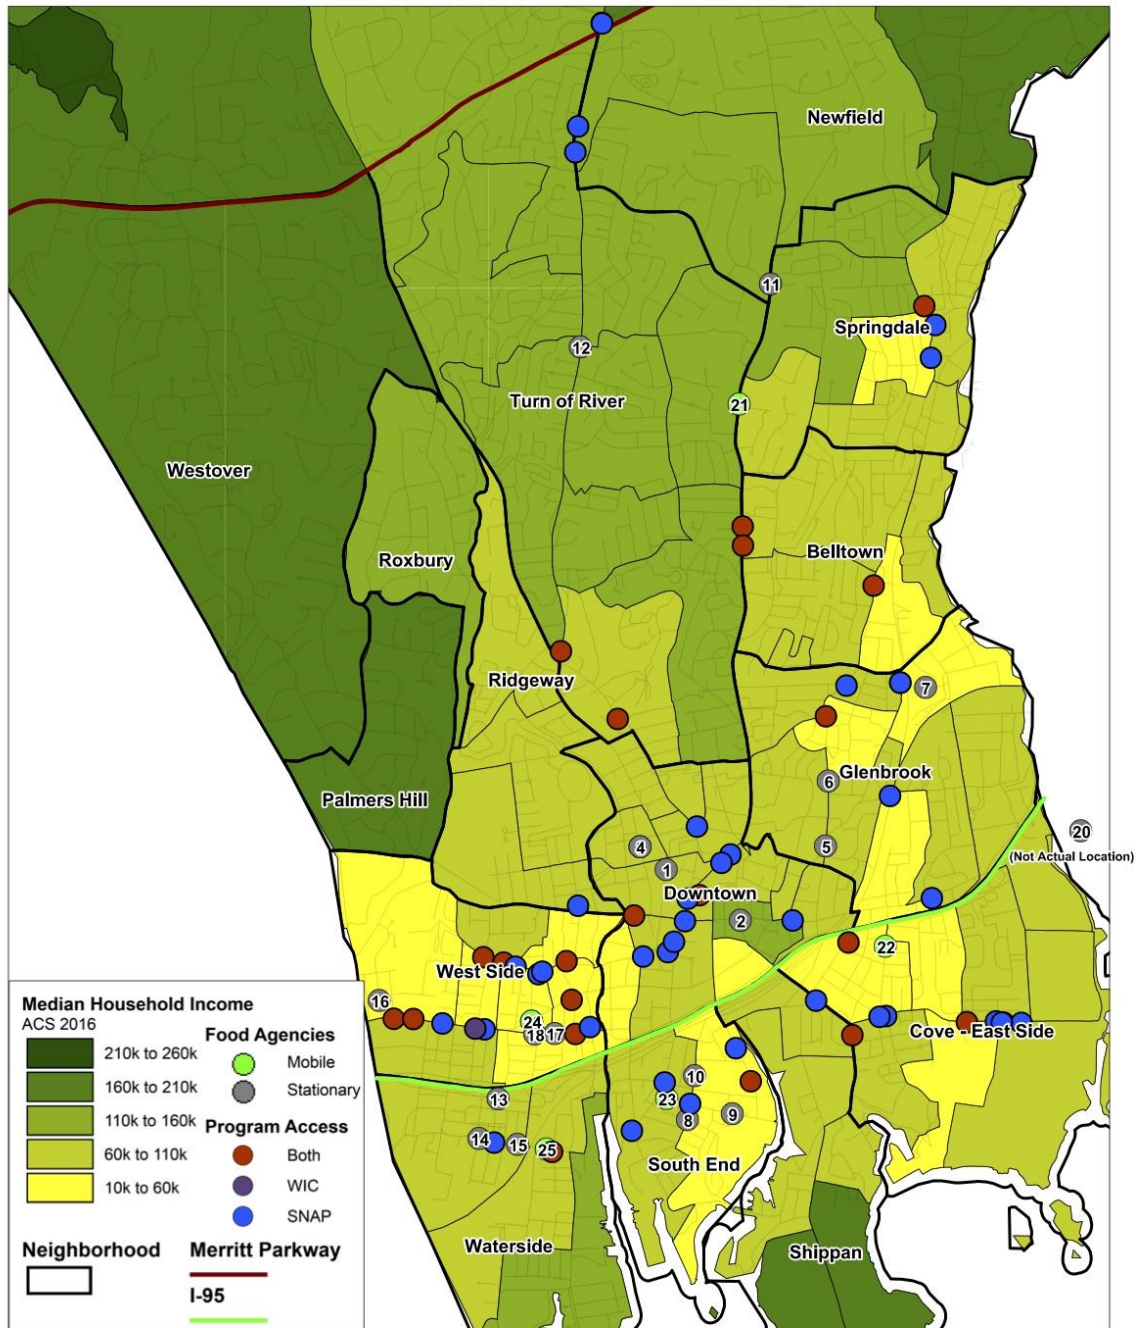 Newfield
11
Springdale
12
21
Turn of River
Westover
Belltown
Roxbury
Ridgeway
7
Glenbrook
6
Palmers Hill
20
(Not Actual Location)
4
5
1
Downtown
2
22
West Side
16
24
18
17
Cove - East Side
10
13
23
8
9
14
15
25
South End
Waterside
Shippan
Median Household Income
ACS 2016
210k to 260k
160k to 210k
110k to 160k
60k to 110k
10k to 60k
Food Agencies
Mobile
Stationary
Program Access
Both
WIC
SNAP
Neighborhood
Merritt Parkway
I-95